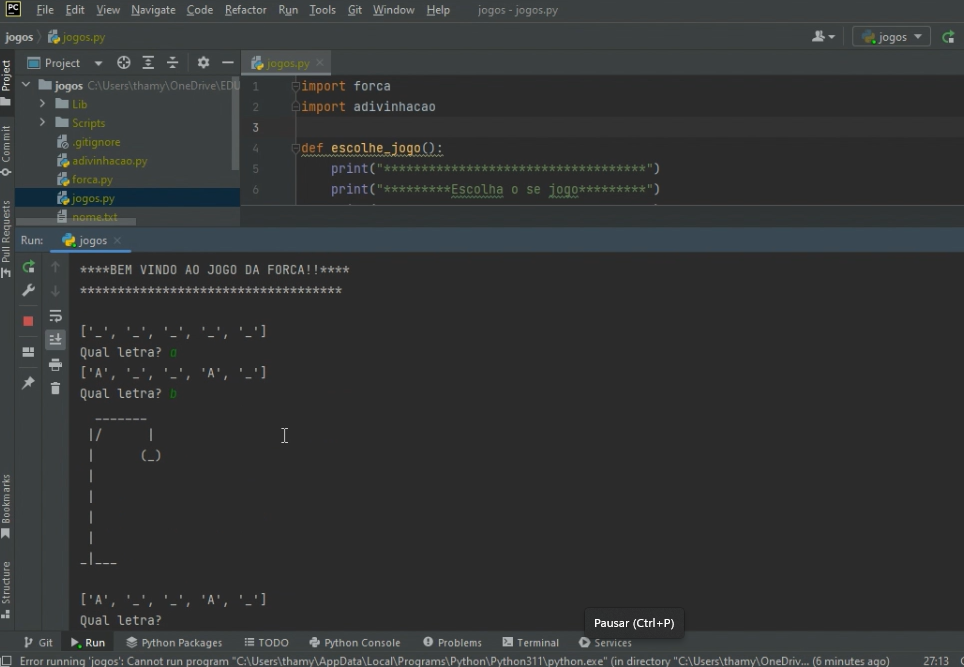 PC File Edit View Navigate Code Refactor Run Tools Git Window Help jogos - jogos.py
jogos jogos.py jogos
Project jogos.py
jogos C:\Users\thamy\OneDrive\EDU
Lib
Scripts
.gitignore
adivinhacao.py
forca.py
jogos.py
nome.txt
1 import forca
2 import adivinhacao
3
4 def escolhe_jogo():
5 print("***********************************")
6 print("*********Escolha o se jogo*********")
Project
Commit
Pull Requests
Bookmarks
Structure
Run: jogos
****BEM VINDO AO JOGO DA FORCA!!****
***********************************
['_', '_', '_', '_', '_']
Qual letra? a
['A', '_', '_', 'A', '_']
Qual letra? b
_______
|/ |
| (_)
|
|
|
|
_|___
['A', '_', '_', 'A', '_']
Qual letra?
Pausar (Ctrl+P)
Git Run Python Packages TODO Python Console Problems Terminal Services
Error running 'jogos': Cannot run program "C:\Users\thamy\AppData\Local\Programs\Python\Python311\python.exe" (in directory "C:\Users\thamy\OneDriv... (6 minutes ago) 27:13